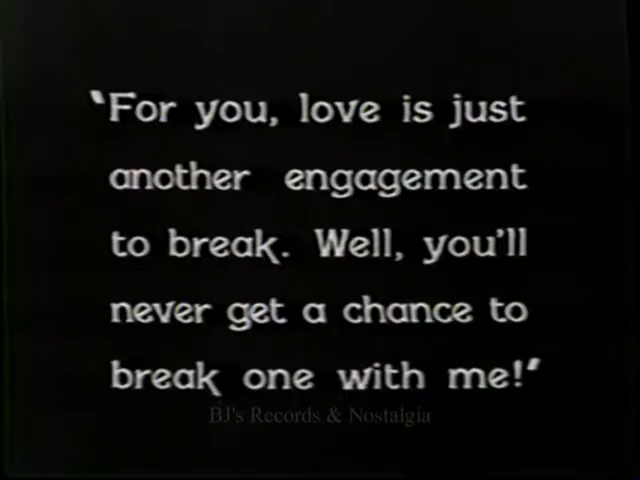 "For you, love is just
another engagement
to break. Well, you'll
never get a chance to
break one with me!"
BJ's Records & Nostalgia